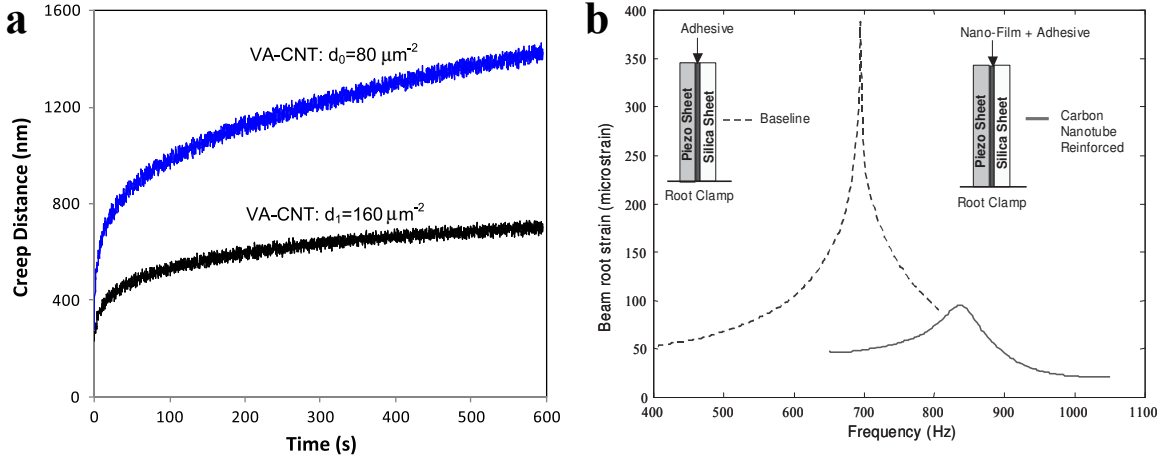 a
Creep Distance (nm)
1600
1200
800
400
0
VA-CNT: d₀=80 µm⁻²
VA-CNT: d₁=160 µm⁻²
0 100 200 300 400 500 600
Time (s)
b
Beam root strain (microstrain)
400
350
300
250
200
150
100
50
0
Adhesive
Piezo Sheet
Silica Sheet
Root Clamp
Baseline
Nano-Film + Adhesive
Piezo Sheet
Silica Sheet
Root Clamp
Carbon
Nanotube
Reinforced
400 500 600 700 800 900 1000 1100
Frequency (Hz)